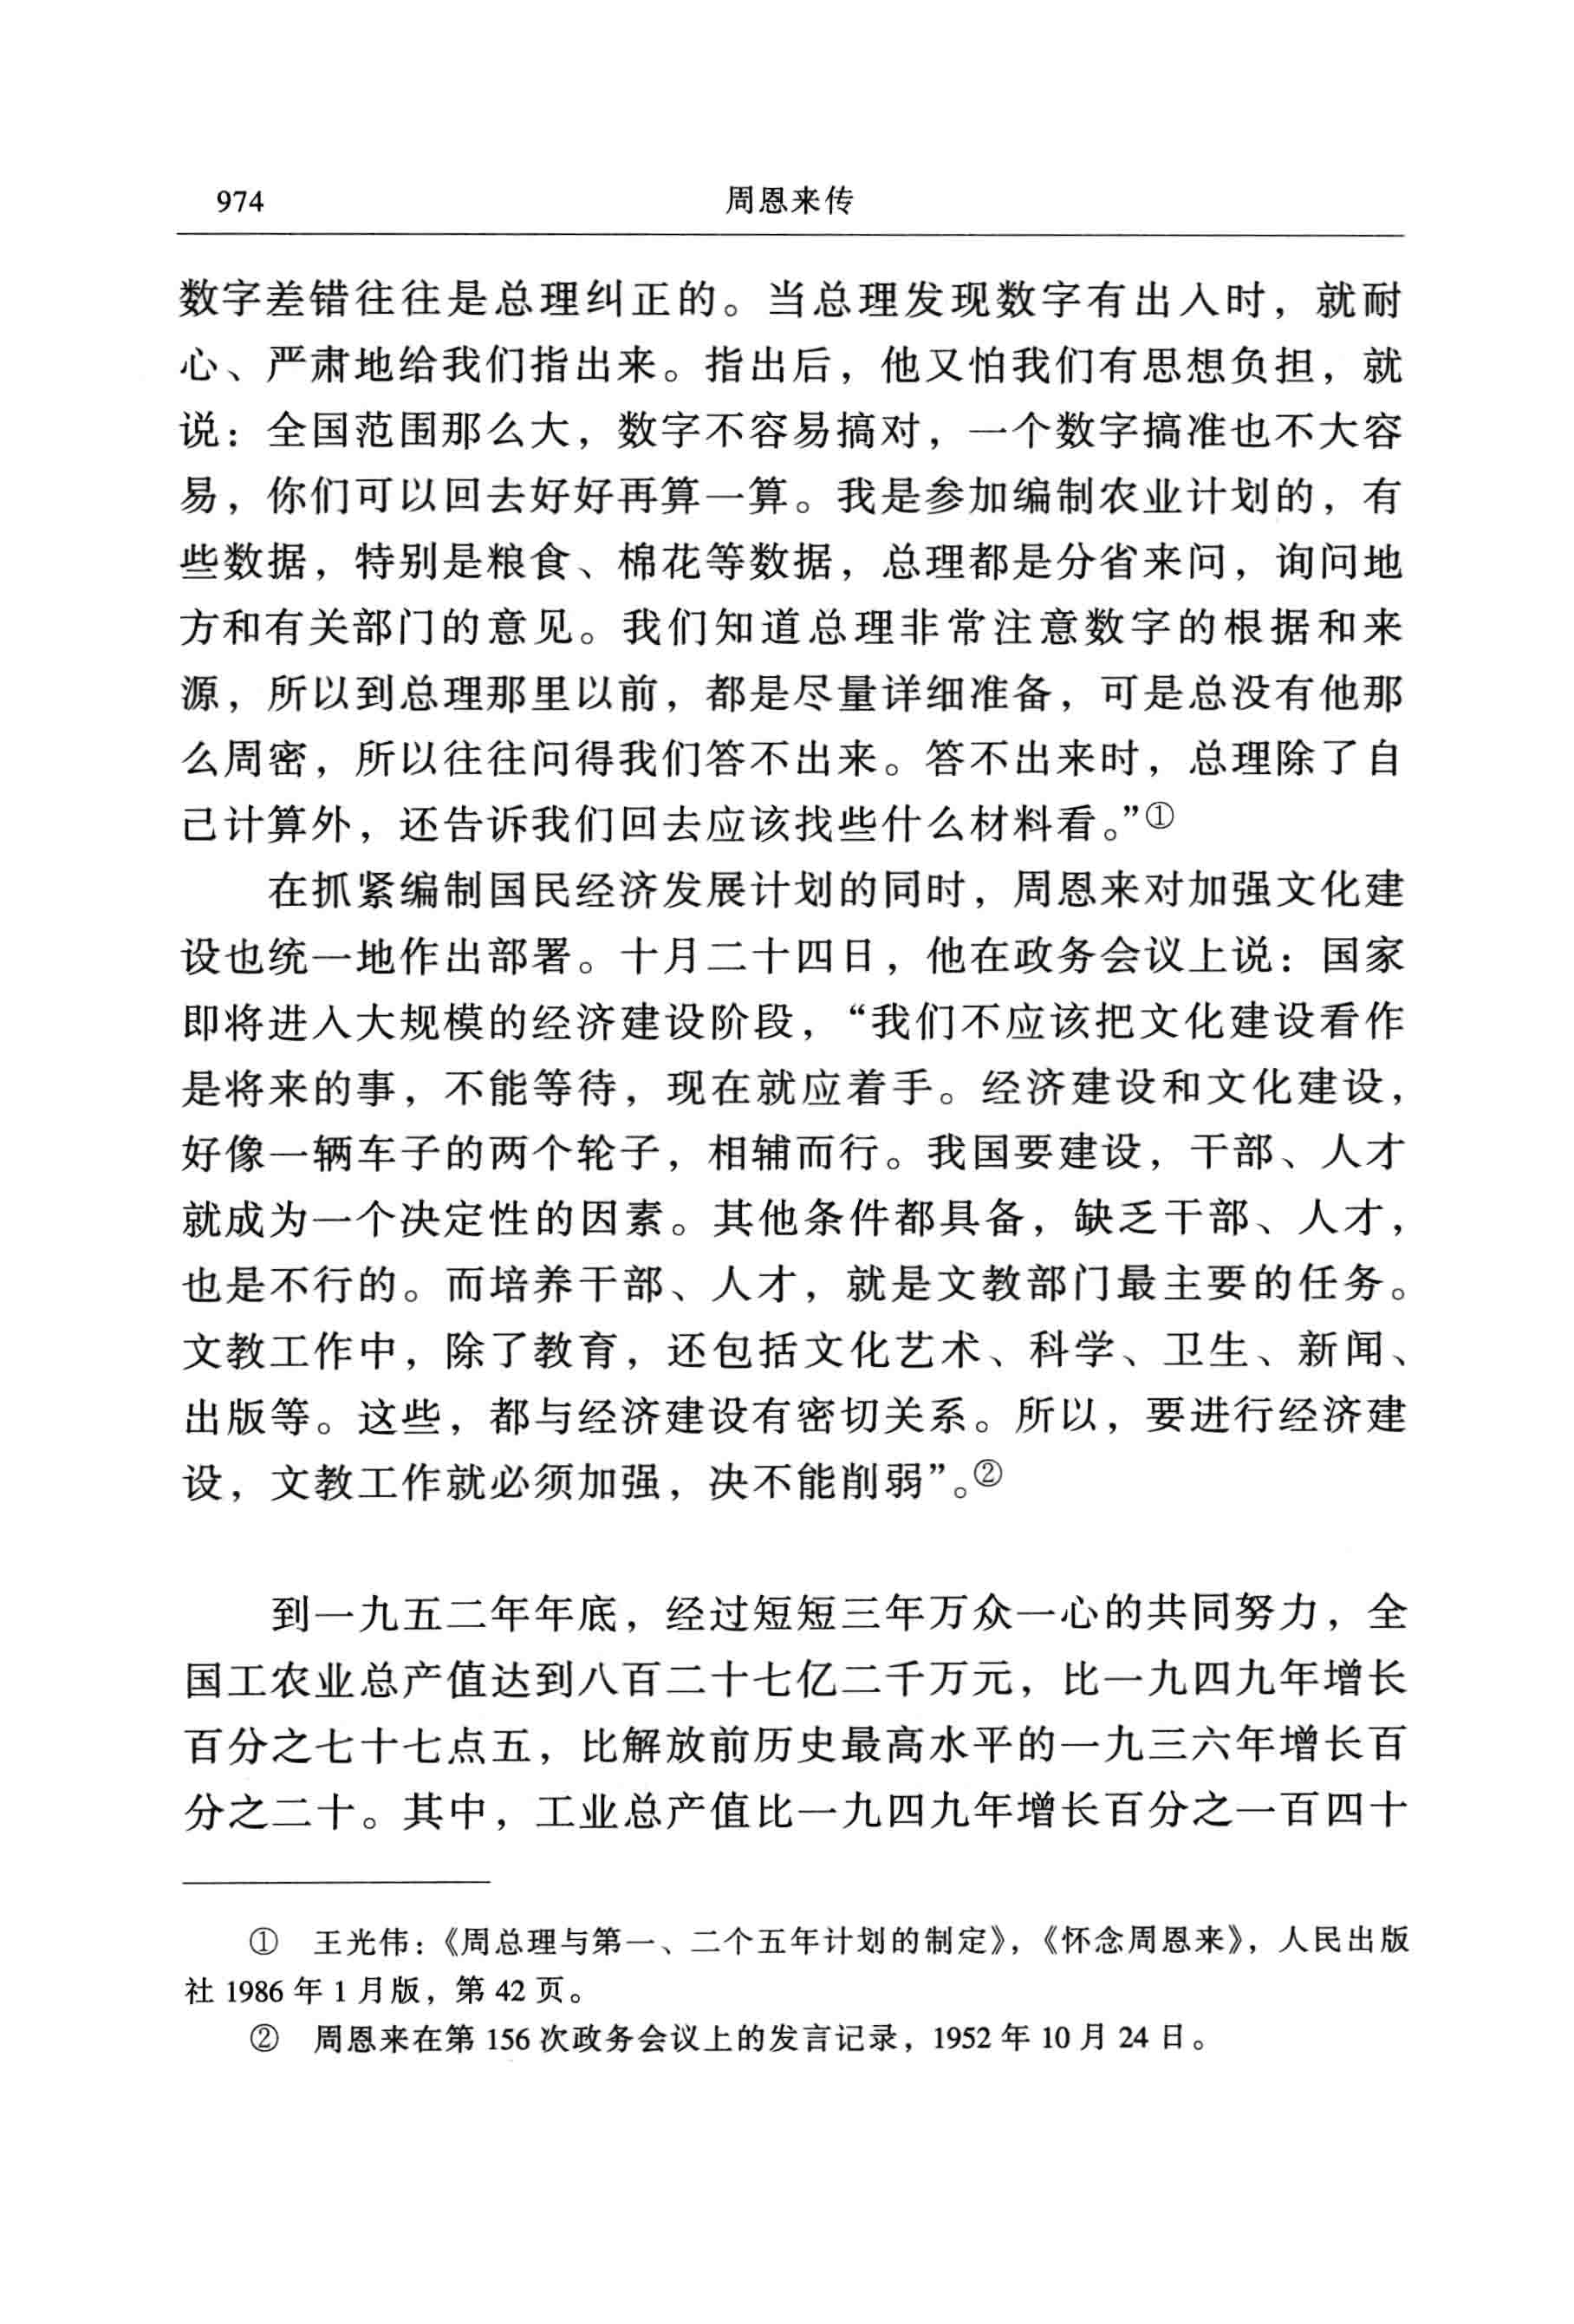 974
周恩来传
数字差错往往是总理纠正的。当总理发现数字有出入时，就耐
心、严肃地给我们指出来。指出后，他又怕我们有思想负担，就
说：全国范围那么大，数字不容易搞对，一个数字搞准也不大容
易，你们可以回去好好再算一算。我是参加编制农业计划的，有
些数据，特别是粮食、棉花等数据，总理都是分省来问，询问地
方和有关部门的意见。我们知道总理非常注意数字的根据和来
源，所以到总理那里以前，都是尽量详细准备，可是总没有他那
么周密，所以往往问得我们答不出来。答不出来时，总理除了自
己计算外，还告诉我们回去应该找些什么材料看。”①
在抓紧编制国民经济发展计划的同时，周恩来对加强文化建
设也统一地作出部署。十月二十四日，他在政务会议上说：国家
即将进入大规模的经济建设阶段，“我们不应该把文化建设看作
是将来的事，不能等待，现在就应着手。经济建设和文化建设，
好像一辆车子的两个轮子，相辅而行。我国要建设，干部、人才
就成为一个决定性的因素。其他条件都具备，缺乏干部、人才，
也是不行的。而培养干部、人才，就是文教部门最主要的任务。
文教工作中，除了教育，还包括文化艺术、科学、卫生、新闻、
出版等。这些，都与经济建设有密切关系。所以，要进行经济建
设，文教工作就必须加强，决不能削弱”。②
到一九五二年年底，经过短短三年万众一心的共同努力，全
国工农业总产值达到八百二十七亿二千万元，比一九四九年增长
百分之七十七点五，比解放前历史最高水平的一九三六年增长百
分之二十。其中，工业总产值比一九四九年增长百分之一百四十
① 王光伟：《周总理与第一、二个五年计划的制定》，《怀念周恩来》，人民出版
社 1986 年 1 月版，第 42 页。
② 周恩来在第 156 次政务会议上的发言记录，1952 年 10 月 24 日。